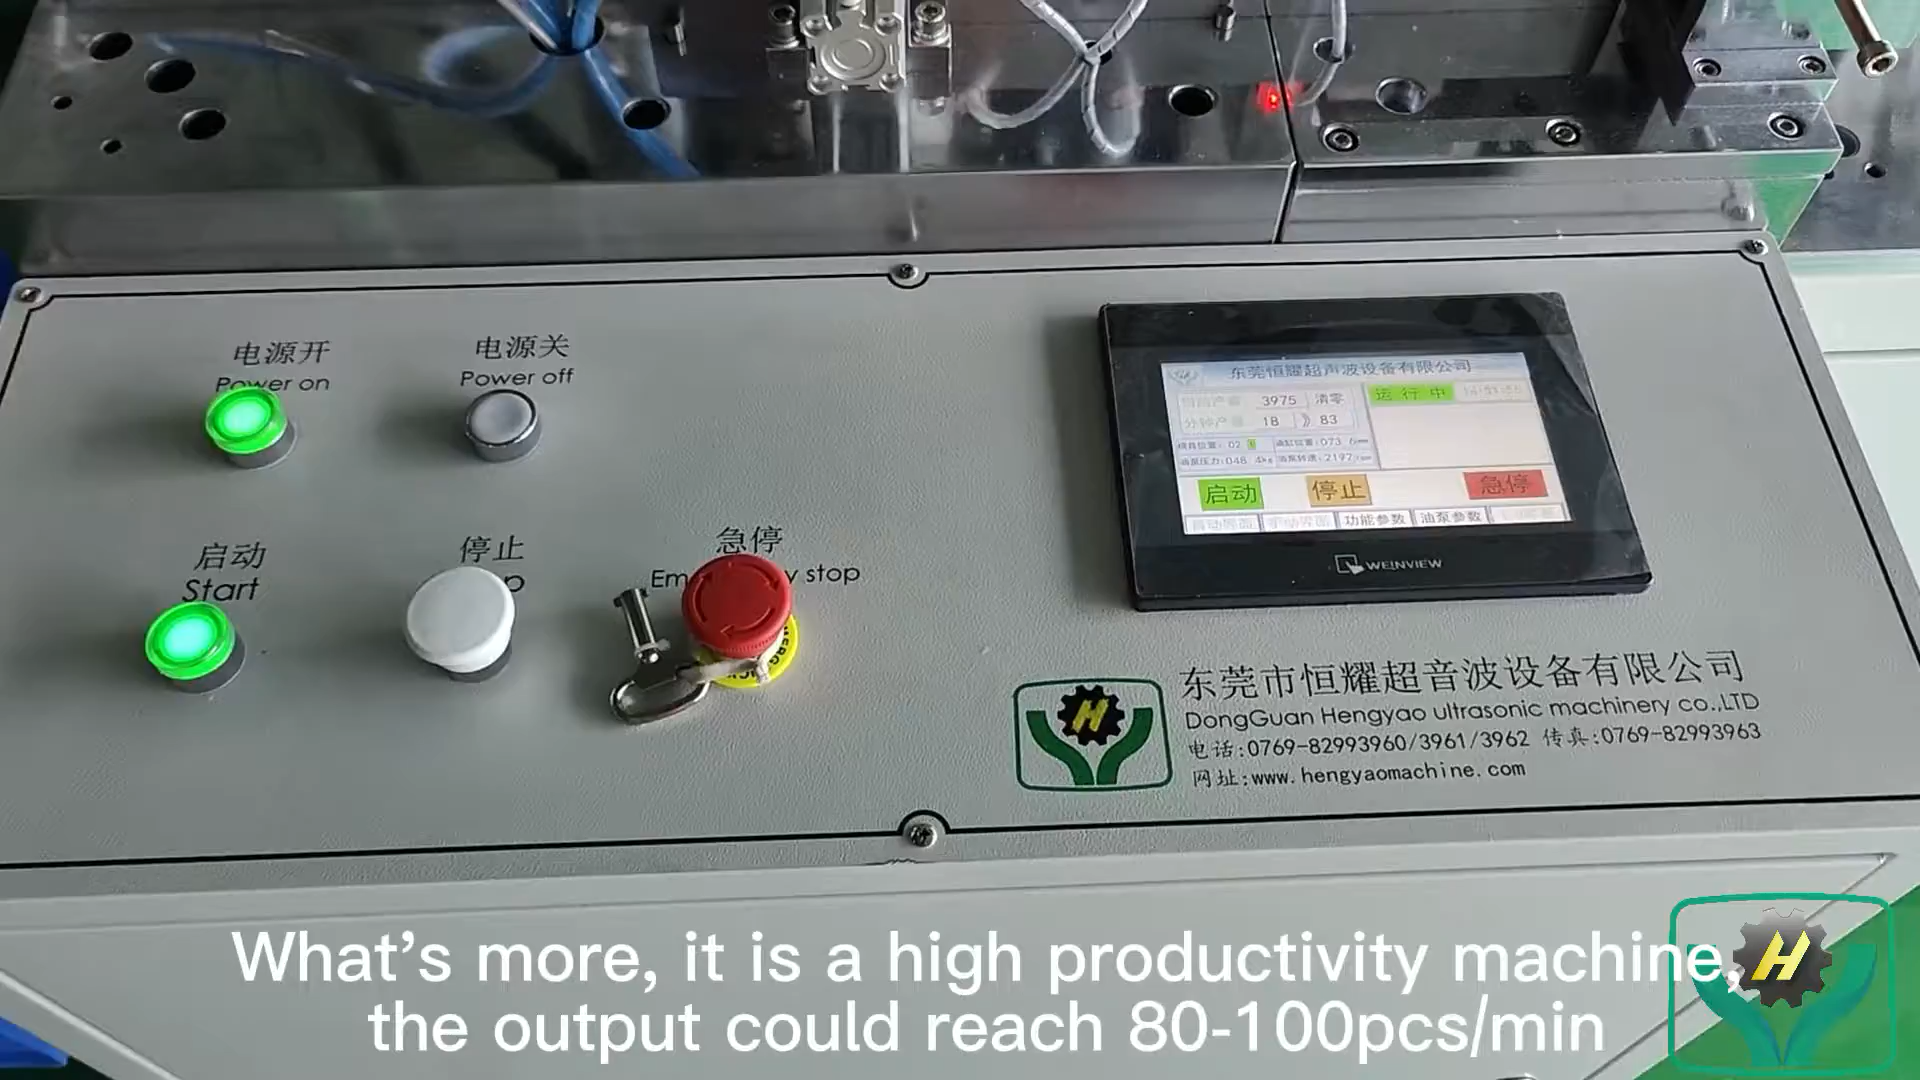 电源开
Power on
电源关
Power off
启动
Start
停止
急停
stop
东莞恒耀超声波设备有限公司
3975 清零
18 83
运行中
启动 停止 急停
功能参数 油泵参数
WEINVIEW
H
东莞市恒耀超音波设备有限公司
DongGuan Hengyao ultrasonic machinery co.,LTD
电话:0769-82993960/3961/3962 传真:0769-82993963
网址:www.hengyaomachine.com
What's more, it is a high productivity machine,
the output could reach 80-100pcs/min
H